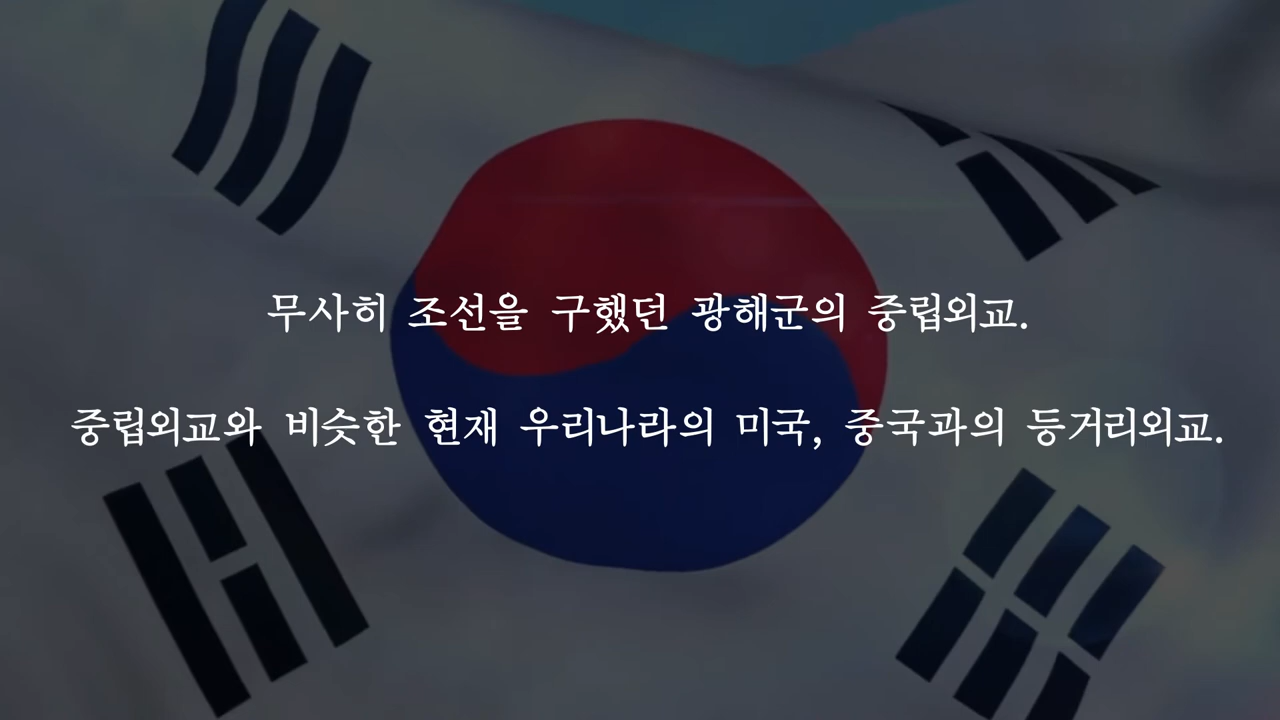 무사히 조선을 구했던 광해군의 중립외교.
중립외교와 비슷한 현재 우리나라의 미국, 중국과의 등거리외교.